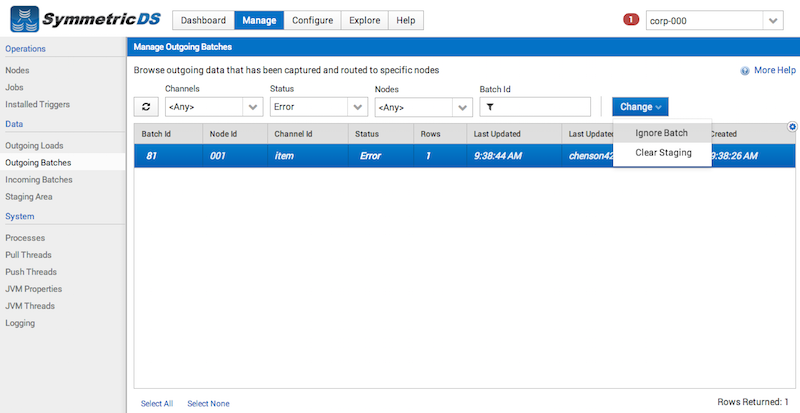 SymmetricDS Dashboard Manage Configure Explore Help 1 corp-000
Operations
Nodes
Jobs
Installed Triggers
Data
Outgoing Loads
Outgoing Batches
Incoming Batches
Staging Area
System
Processes
Pull Threads
Push Threads
JVM Properties
JVM Threads
Logging
Manage Outgoing Batches
Browse outgoing data that has been captured and routed to specific nodes More Help
Channels Status Nodes Batch Id
<Any> Error <Any> Change
Ignore Batch
Clear Staging
Batch Id Node Id Channel Id Status Rows Last Updated Last Update Created
81 001 item Error 1 9:38:44 AM chenson42 9:38:26 AM
Select All Select None Rows Returned: 1